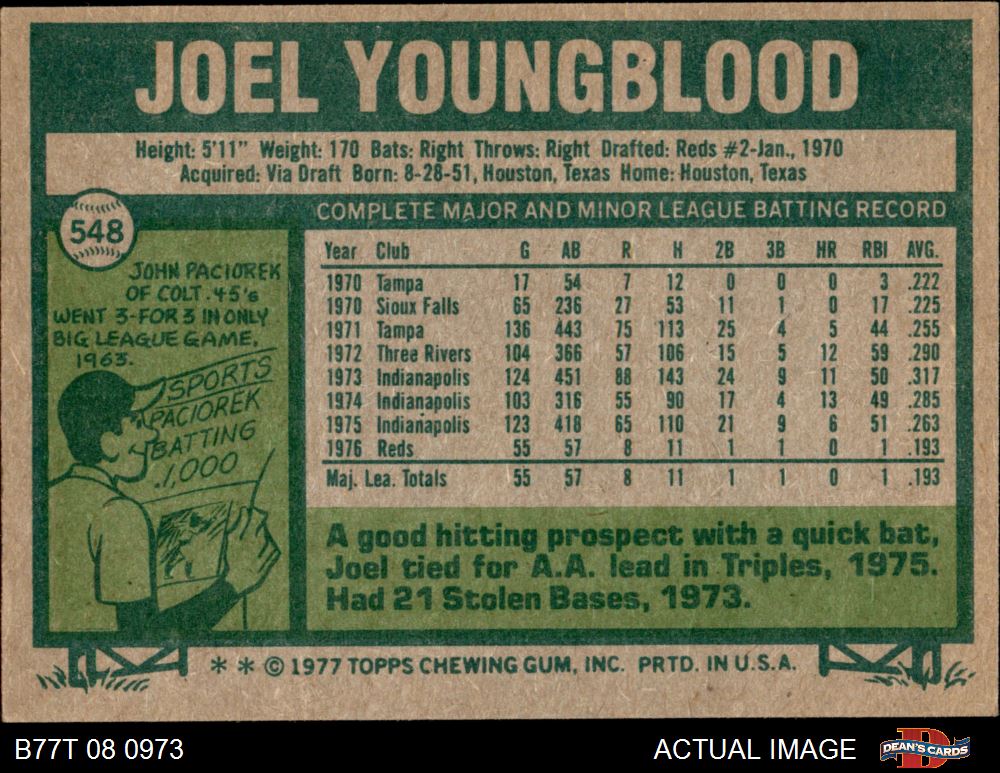 JOEL YOUNGBLOOD
Height: 5'11" Weight: 170 Bats: Right Throws: Right Drafted: Reds #2-Jan., 1970
Acquired: Via Draft Born: 8-28-51, Houston, Texas Home: Houston, Texas
548
JOHN PACIOREK
OF COLT .45's
WENT 3-FOR 3 IN ONLY
BIG LEAGUE GAME,
1963.
SPORTS
PACIOREK
BATTING
1,000
COMPLETE MAJOR AND MINOR LEAGUE BATTING RECORD
Year Club G AB R H 2B 3B HR RBI AVG.
1970 Tampa 17 54 7 12 0 0 0 3 .222
1970 Sioux Falls 65 236 27 53 11 1 0 17 .225
1971 Tampa 136 443 75 113 25 4 5 44 .255
1972 Three Rivers 104 366 57 106 15 5 12 59 .290
1973 Indianapolis 124 451 88 143 24 9 11 50 .317
1974 Indianapolis 103 316 55 90 17 4 13 49 .285
1975 Indianapolis 123 418 65 110 21 9 6 51 .263
1976 Reds 55 57 8 11 1 1 0 1 .193
Maj. Lea. Totals 55 57 8 11 1 1 0 1 .193
A good hitting prospect with a quick bat,
Joel tied for A.A. lead in Triples, 1975.
Had 21 Stolen Bases, 1973.
* * © 1977 TOPPS CHEWING GUM, INC. PRTD. IN U.S.A.
B77T 08 0973 ACTUAL IMAGE DEAN'S CARDS